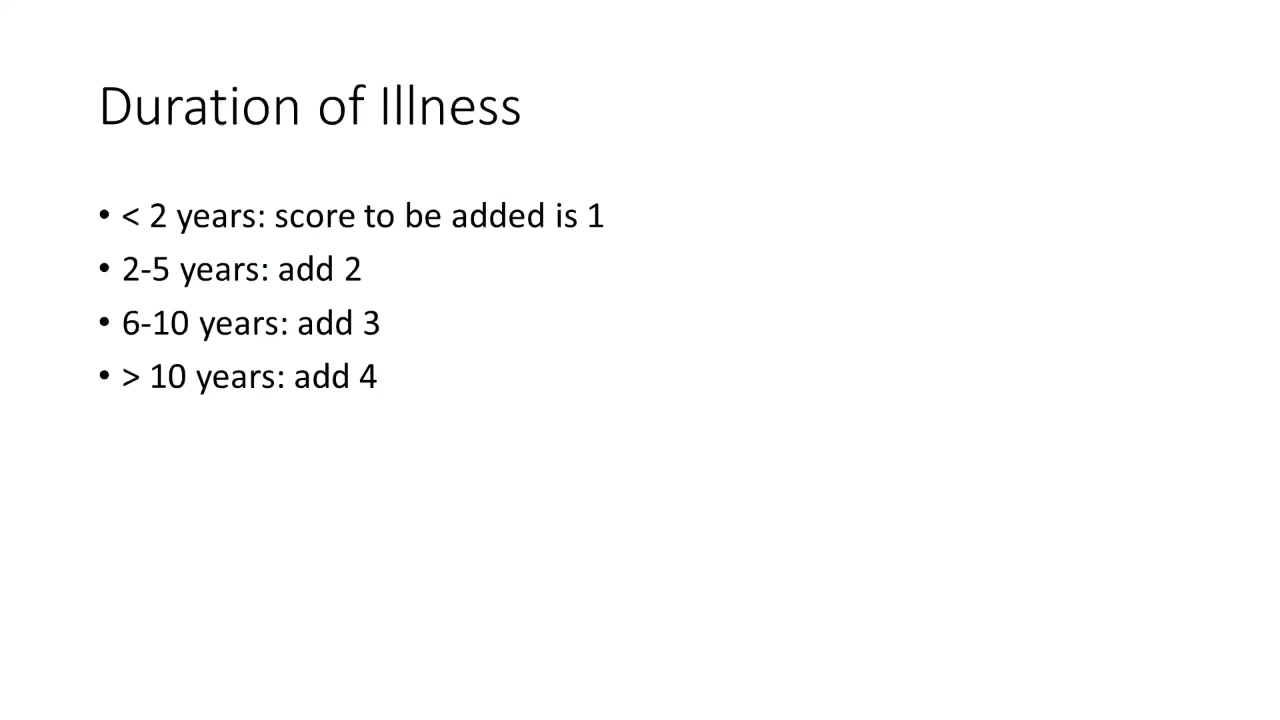 Duration of Illness
• < 2 years: score to be added is 1
• 2-5 years: add 2
• 6-10 years: add 3
• > 10 years: add 4